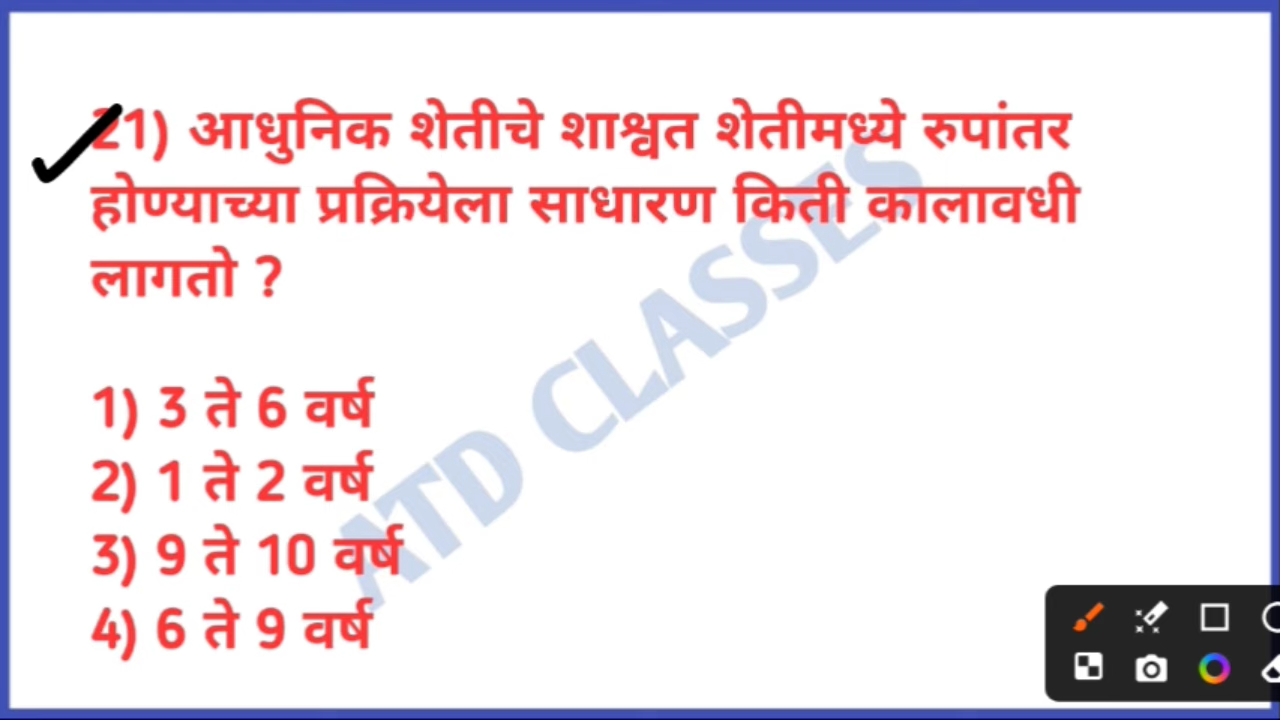 21) आधुनिक शेतीचे शाश्वत शेतीमध्ये रुपांतर
होण्याच्या प्रक्रियेला साधारण किती कालावधी
लागतो ?
1) 3 ते 6 वर्ष
2) 1 ते 2 वर्ष
3) 9 ते 10 वर्ष
4) 6 ते 9 वर्ष
ATD CLASSES